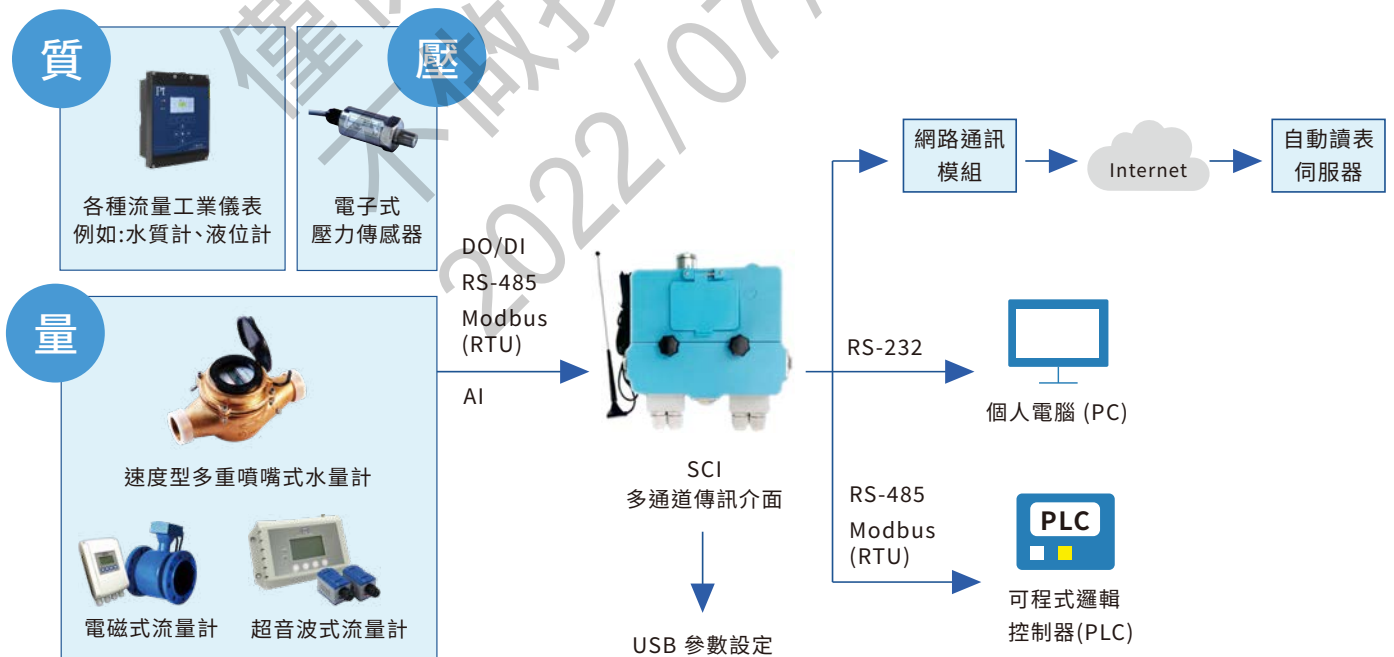 質
各種流量工業儀表
例如:水質計、液位計
壓
電子式
壓力傳感器
量
速度型多重噴嘴式水量計
電磁式流量計
超音波式流量計
DO/DI
RS-485
Modbus
(RTU)
AI
SCI
多通道傳訊介面
USB 參數設定
網路通訊
模組
Internet
自動讀表
伺服器
RS-232
個人電腦 (PC)
RS-485
Modbus
(RTU)
PLC
可程式邏輯
控制器(PLC)
2022/07/